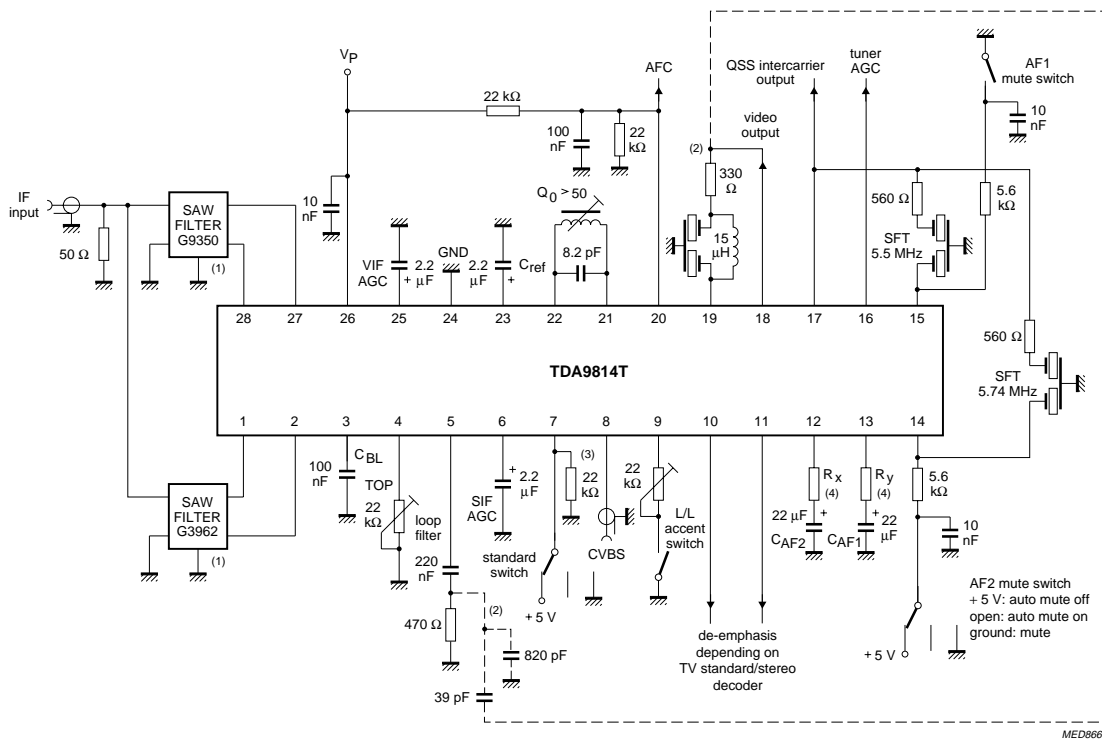 VP
AFC
QSS intercarrier
output
tuner
AGC
AF1
mute switch
22 kΩ
100
nF
22
kΩ
video
output
(2)
330
Ω
10
nF
IF
input
50 Ω
SAW
FILTER
G9350
(1)
10
nF
VIF
AGC
2.2
µF
GND
2.2
µF
Cref
Q0 > 50
8.2 pF
15
µH
560 Ω
SFT
5.5 MHz
5.6
kΩ
28 27 26 25 24 23 22 21 20 19 18 17 16 15
TDA9814T
560 Ω
SFT
5.74 MHz
1 2 3 4 5 6 7 8 9 10 11 12 13 14
SAW
FILTER
G3962
(1)
100
nF
CBL
TOP
22
kΩ
loop
filter
220
nF
470 Ω
(2)
820 pF
39 pF
SIF
AGC
+
2.2
µF
standard
switch
+ 5 V
(3)
22
kΩ
CVBS
22
kΩ
L/L
accent
switch
de-emphasis
depending on
TV standard/stereo
decoder
Rx
(4)
22 µF
+
CAF2
Ry
(4)
+
22
µF
CAF1
5.6
kΩ
10
nF
+ 5 V
AF2 mute switch
+ 5 V: auto mute off
open: auto mute on
ground: mute
MED866